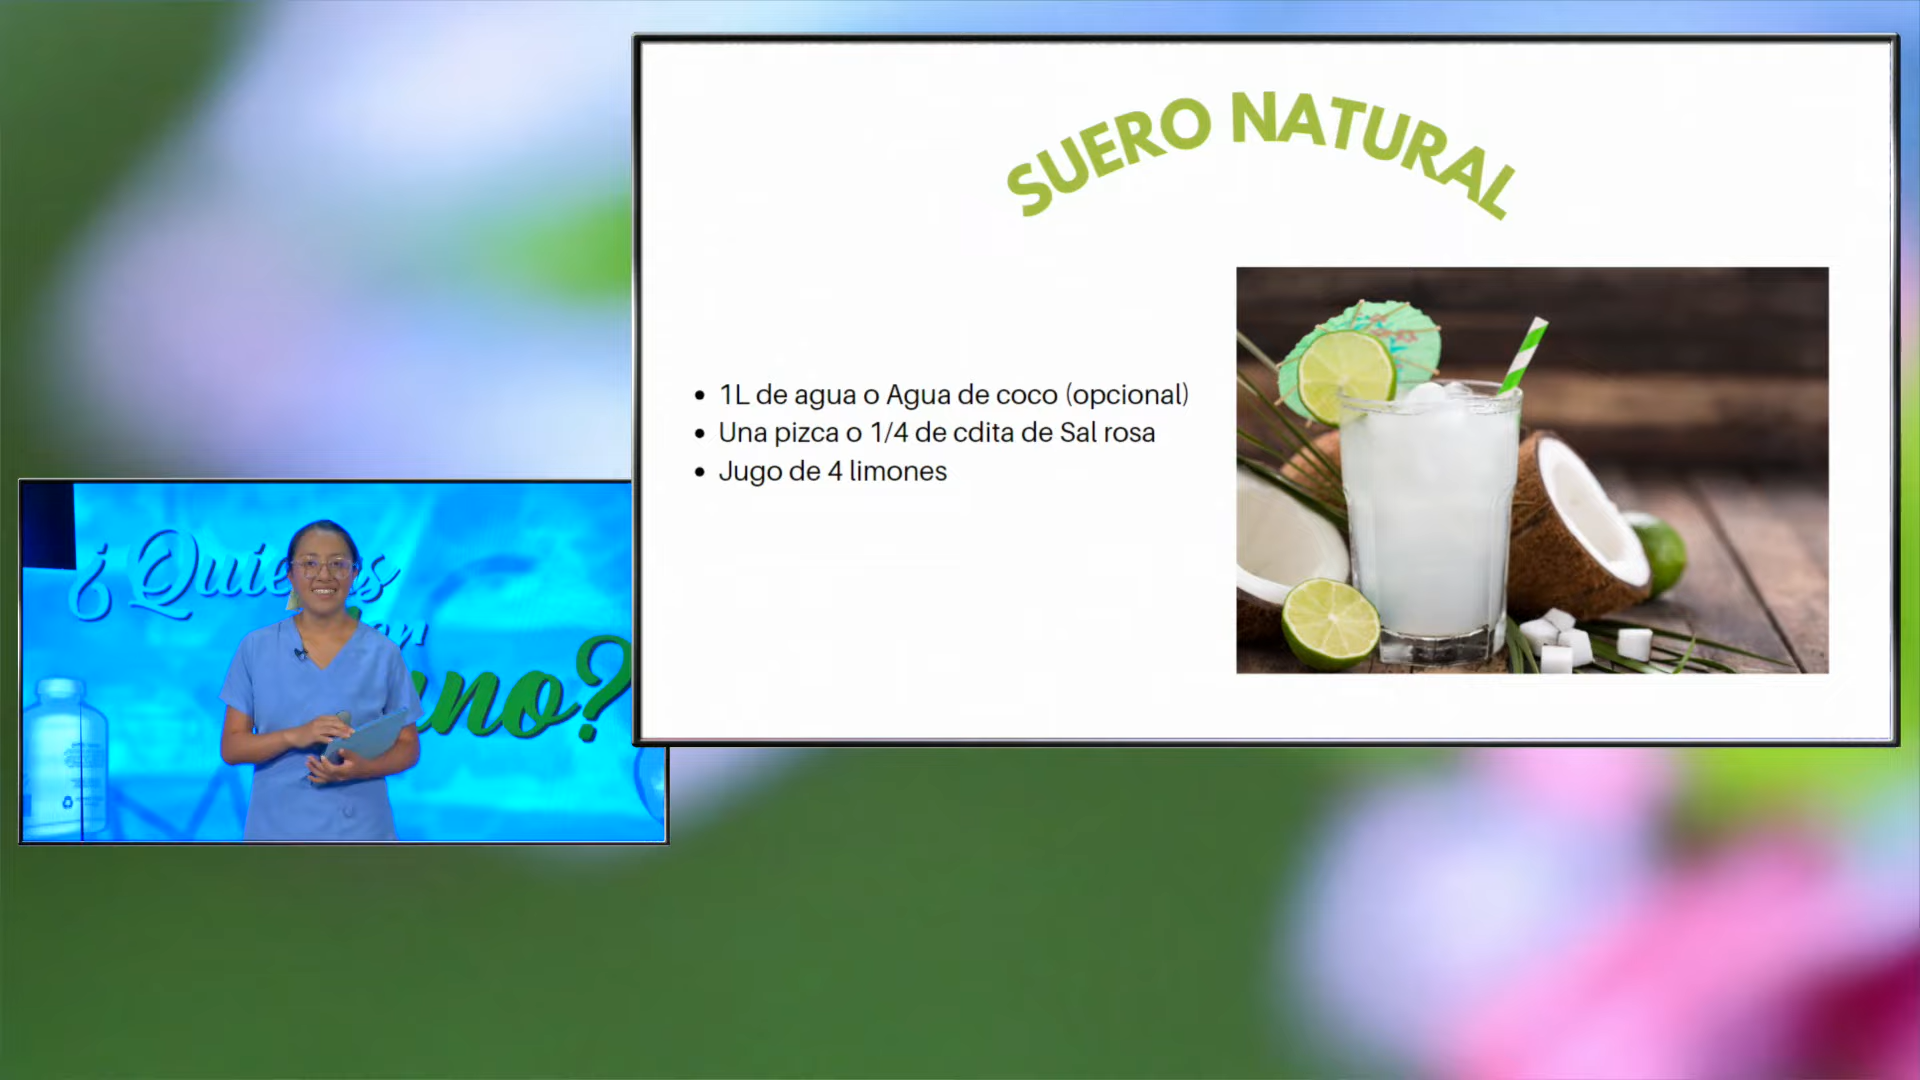 SUERO NATURAL
1L de agua o Agua de coco (opcional)
Una pizca o 1/4 de cdita de Sal rosa
Jugo de 4 limones
¿Quie s
no?